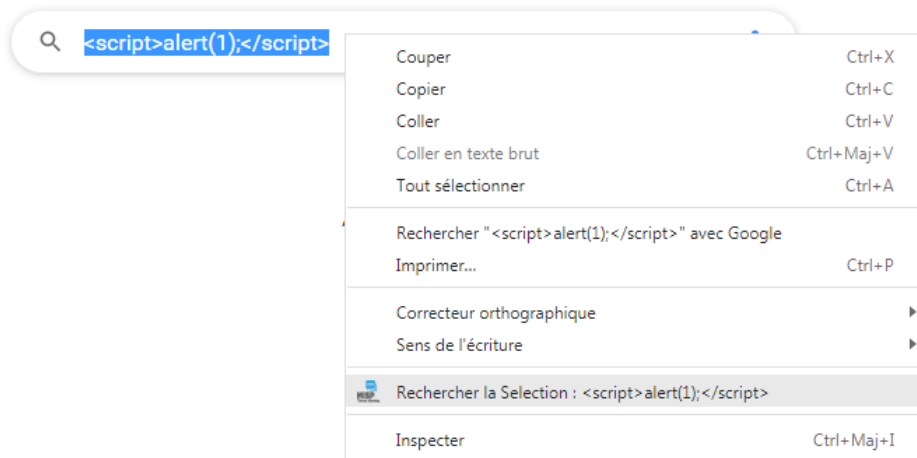 <script>alert(1);</script>
Couper Ctrl+X
Copier Ctrl+C
Coller Ctrl+V
Coller en texte brut Ctrl+Maj+V
Tout sélectionner Ctrl+A
Rechercher "<script>alert(1);</script>" avec Google
Imprimer... Ctrl+P
Correcteur orthographique
Sens de l'écriture
MISP
Rechercher la Selection : <script>alert(1);</script>
Inspecter Ctrl+Maj+I